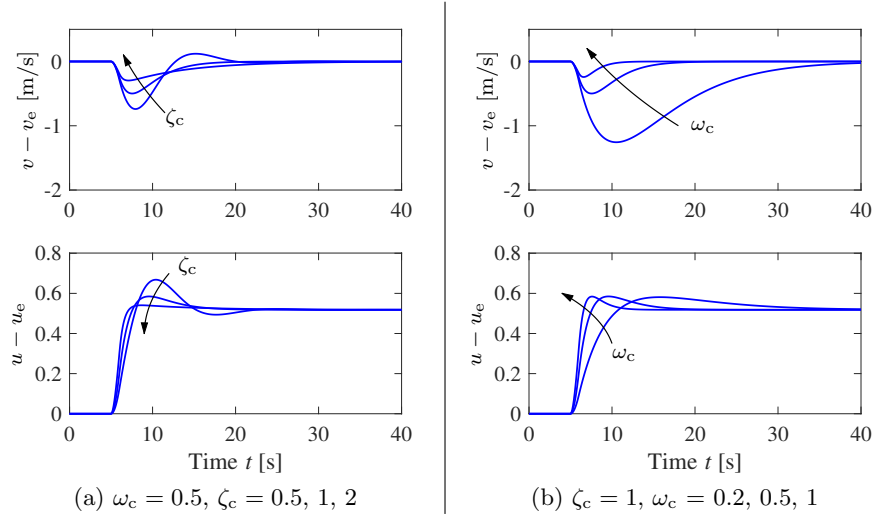 0
-1
-2
v − v_e [m/s]
ζ_c
0 10 20 30 40
0.8
0.6
0.4
0.2
0
u − u_e
ζ_c
0 10 20 30 40
Time t [s]
(a) ω_c = 0.5, ζ_c = 0.5, 1, 2
0
-1
-2
v − v_e [m/s]
ω_c
0 10 20 30 40
0.8
0.6
0.4
0.2
0
u − u_e
ω_c
0 10 20 30 40
Time t [s]
(b) ζ_c = 1, ω_c = 0.2, 0.5, 1